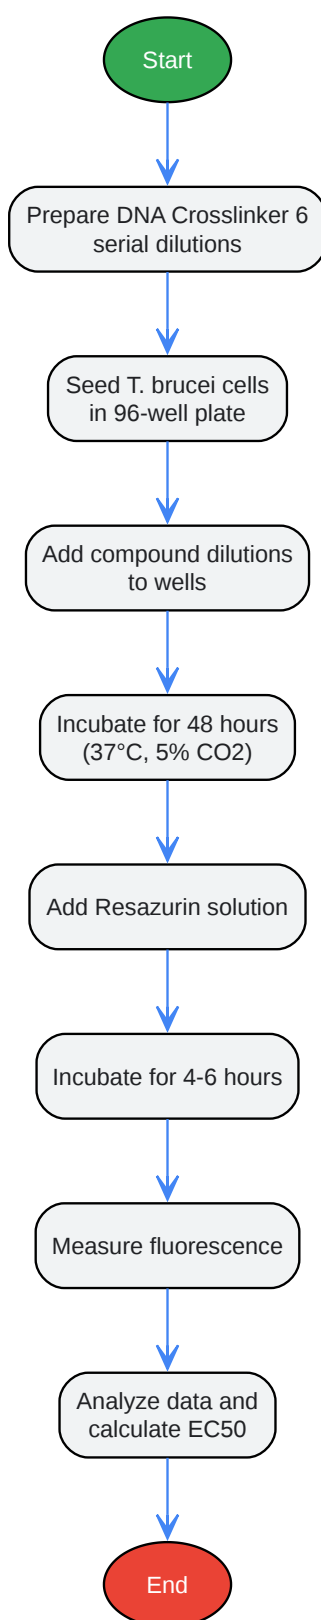 Start
Prepare DNA Crosslinker 6
serial dilutions
Seed T. brucei cells
in 96-well plate
Add compound dilutions
to wells
Incubate for 48 hours
(37°C, 5% CO2)
Add Resazurin solution
Incubate for 4-6 hours
Measure fluorescence
Analyze data and
calculate EC50
End